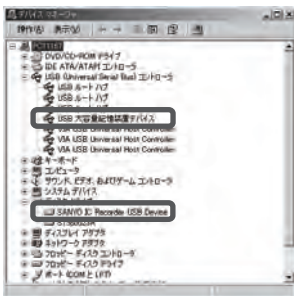 デバイス マネージャ
操作(A) 表示(V)
DVD/CD-ROM ドライブ
IDE ATA/ATAPI コントローラ
USB (Universal Serial Bus) コントローラ
USB ルート ハブ
USB ルート ハブ
USB 大容量記憶装置デバイス
VIA USB Universal Host Controller
VIA USB Universal Host Controller
キーボード
コンピュータ
サウンド、ビデオ、およびゲーム コントローラ
システム デバイス
SANYO IC Recorder USB Device
ディスプレイ アダプタ
ネットワーク アダプタ
フロッピー ディスク コントローラ
フロッピー ディスク ドライブ
ポート (COM と LPT)